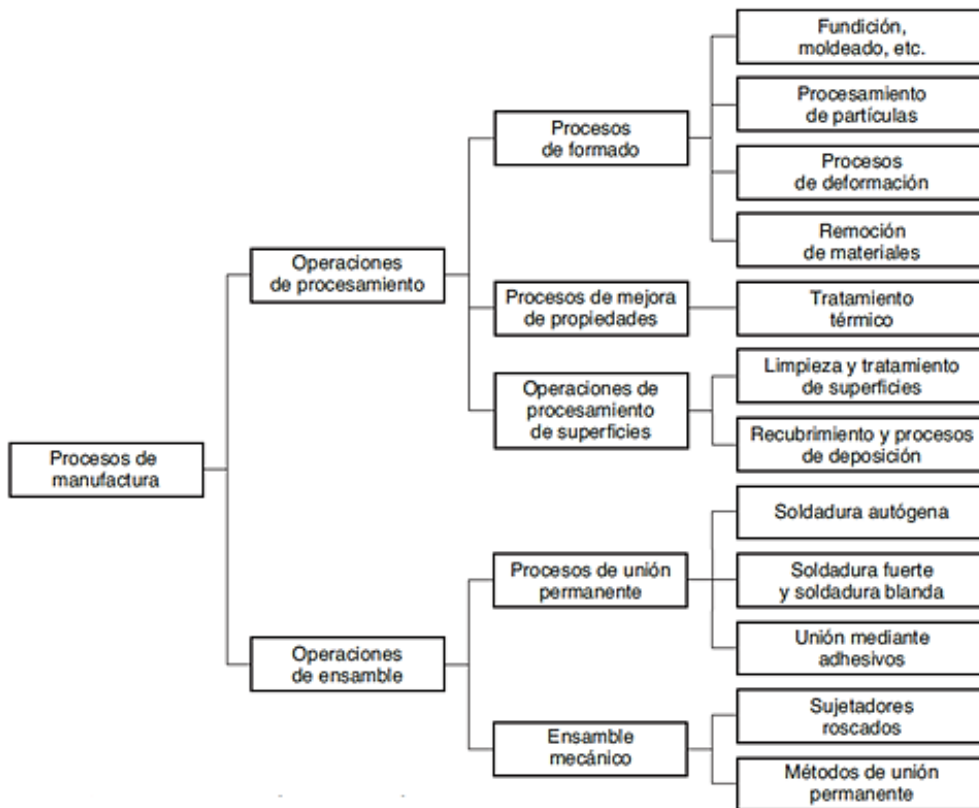 Fundición,
moldeado, etc.
Procesamiento
de partículas
Procesos
de formado
Procesos
de deformación
Remoción
de materiales
Operaciones
de procesamiento
Procesos de mejora
de propiedades
Tratamiento
térmico
Limpieza y tratamiento
de superficies
Operaciones de
procesamiento
de superficies
Recubrimiento y procesos
de deposición
Procesos de
manufactura
Soldadura autógena
Procesos de unión
permanente
Soldadura fuerte
y soldadura blanda
Operaciones
de ensamble
Unión mediante
adhesivos
Sujetadores
roscados
Ensamble
mecánico
Métodos de unión
permanente